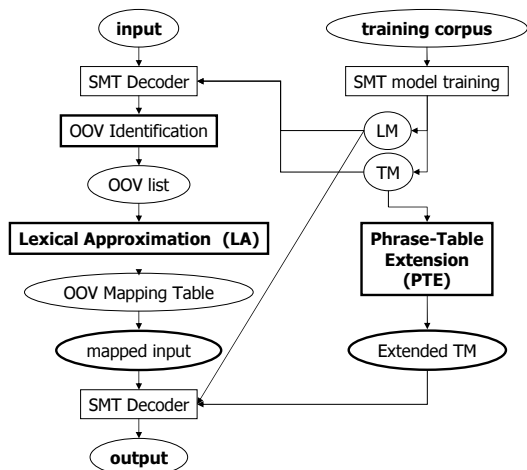 input
training corpus
SMT Decoder
SMT model training
OOV Identification
LM
TM
OOV list
Lexical Approximation (LA)
Phrase-Table
Extension
(PTE)
OOV Mapping Table
mapped input
Extended TM
SMT Decoder
output